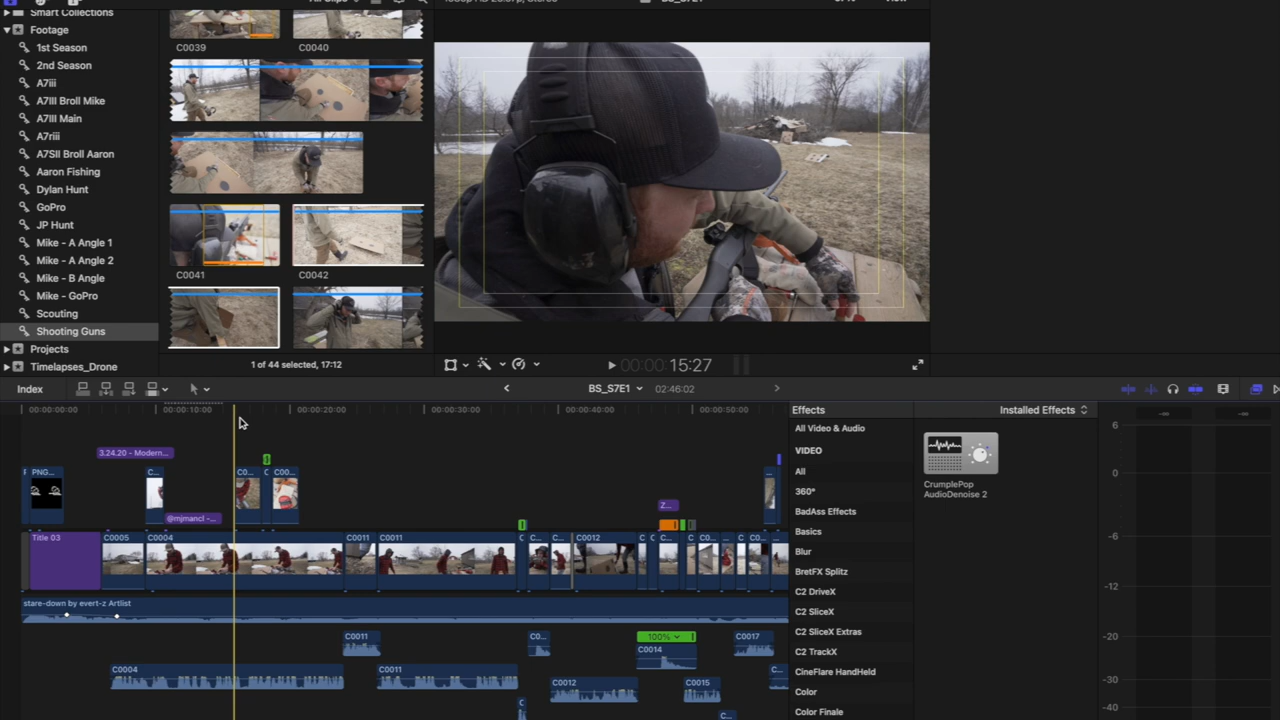 Smart Collections
All Clips
BS_S7E1
View
Footage
1st Season
2nd Season
A7iii
A7III Broll Mike
A7III Main
A7riii
A7SII Broll Aaron
Aaron Fishing
Dylan Hunt
GoPro
JP Hunt
Mike - A Angle 1
Mike - A Angle 2
Mike - B Angle
Mike - GoPro
Scouting
Shooting Guns
Projects
Timelapses_Drone
C0039
C0040
C0041
C0042
1 of 44 selected, 17:12
00:00:15:27
Index
BS_S7E1
02:46:02
00:00:00:00
00:00:10:00
00:00:20:00
00:00:30:00
00:00:40:00
00:00:50:00
3.24.20 - Modern...
PNG...
C...
C0...
C
C00...
...
@mjmancl -...
Z...
Title 03
C0005
C0004
C0011
C0011
C
C...
C...
C0012
C
C
C...
C...
C0...
C...
C...
C0...
...
stare-down by evert-z Artlist
C0011
C0...
100%
C0014
C0017
C0004
C0011
C0012
C0015
C...
C
C...
Effects
Installed Effects
All Video & Audio
VIDEO
All
360°
BadAss Effects
Basics
Blur
BretFX Splitz
C2 DriveX
C2 SliceX
C2 SliceX Extras
C2 TrackX
CineFlare HandHeld
Color
Color Finale
CrumplePop
AudioDenoise 2
-∞
-∞
6
0
-6
-12
-20
-30
-40